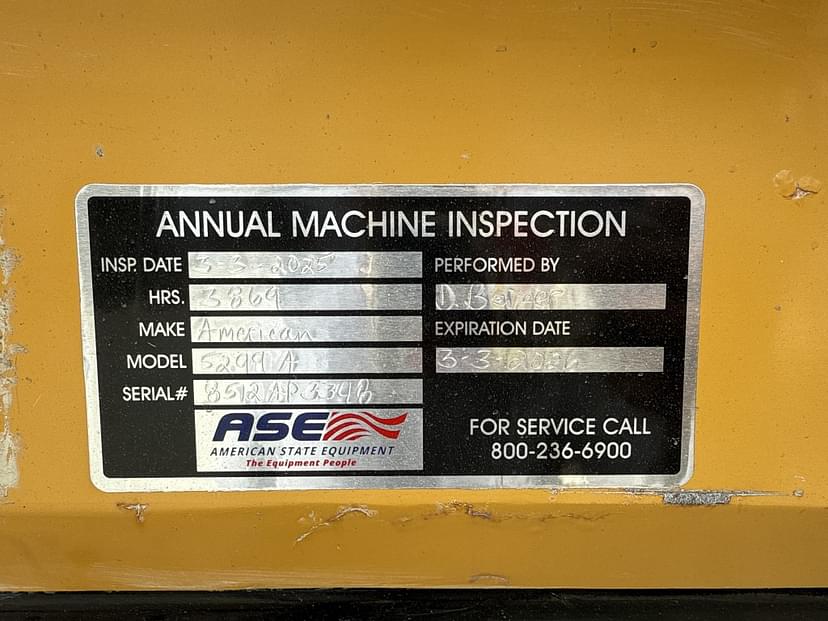 ANNUAL MACHINE INSPECTION
INSP. DATE 3-3-2025
HRS. 3869
MAKE American
MODEL 5299A
SERIAL#
PERFORMED BY
D.
EXPIRATION DATE
3-3-2026
ASE
AMERICAN STATE EQUIPMENT
The Equipment People
FOR SERVICE CALL
800-236-6900